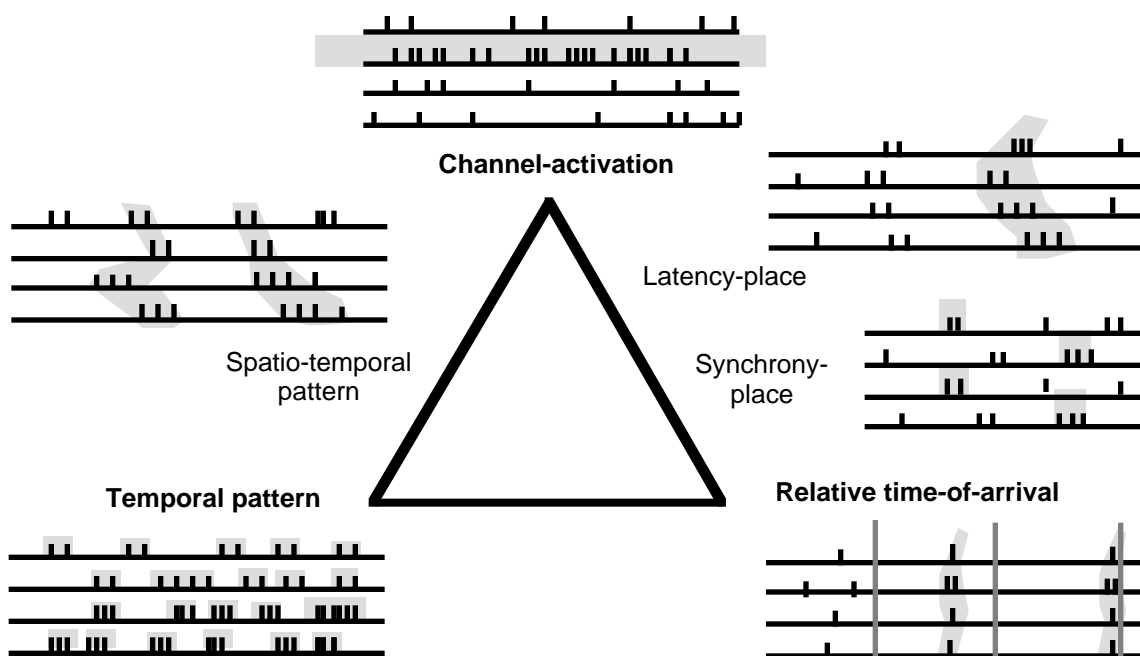 Channel-activation
Latency-place
Spatio-temporal
pattern
Synchrony-
place
Temporal pattern
Relative time-of-arrival